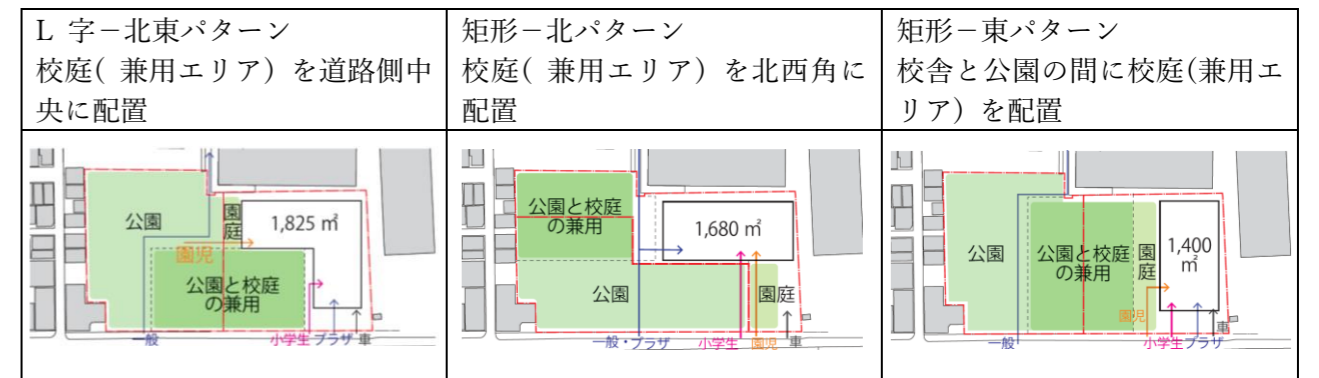 L 字－北東パターン
校庭( 兼用エリア) を道路側中
央に配置
矩形－北パターン
校庭( 兼用エリア) を北西角に
配置
矩形－東パターン
校舎と公園の間に校庭(兼用エ
リア) を配置
公園
園
庭
1,825 ㎡
園児
公園と校庭
の兼用
一般
小学生
プラザ
車
公園と校庭
の兼用
1,680 ㎡
公園
園庭
一般・プラザ
小学生
園児
車
公園
公園と校庭
の兼用
園
庭
1,400
㎡
園児
一般
小学生
プラザ
車